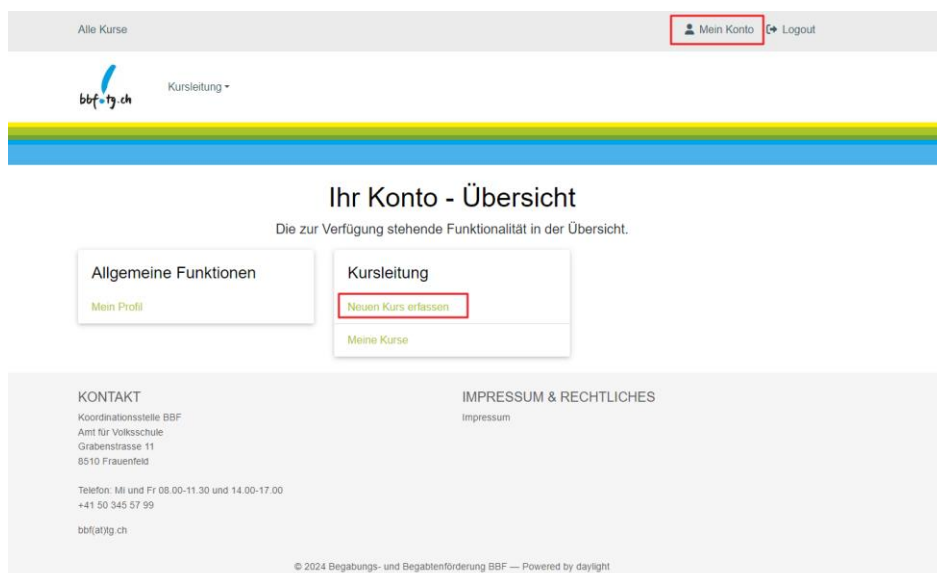 Alle Kurse
Mein Konto
Logout
bbf.tg.ch
Kursleitung
Ihr Konto - Übersicht
Die zur Verfügung stehende Funktionalität in der Übersicht.
Allgemeine Funktionen
Mein Profil
Kursleitung
Neuen Kurs erfassen
Meine Kurse
KONTAKT
Koordinationsstelle BBF
Amt für Volksschule
Grabenstrasse 11
8510 Frauenfeld
Telefon: Mi und Fr 08.00-11.30 und 14.00-17.00
+41 50 345 57 99
bbf(at)tg.ch
IMPRESSUM & RECHTLICHES
Impressum
© 2024 Begabungs- und Begabtenförderung BBF — Powered by daylight